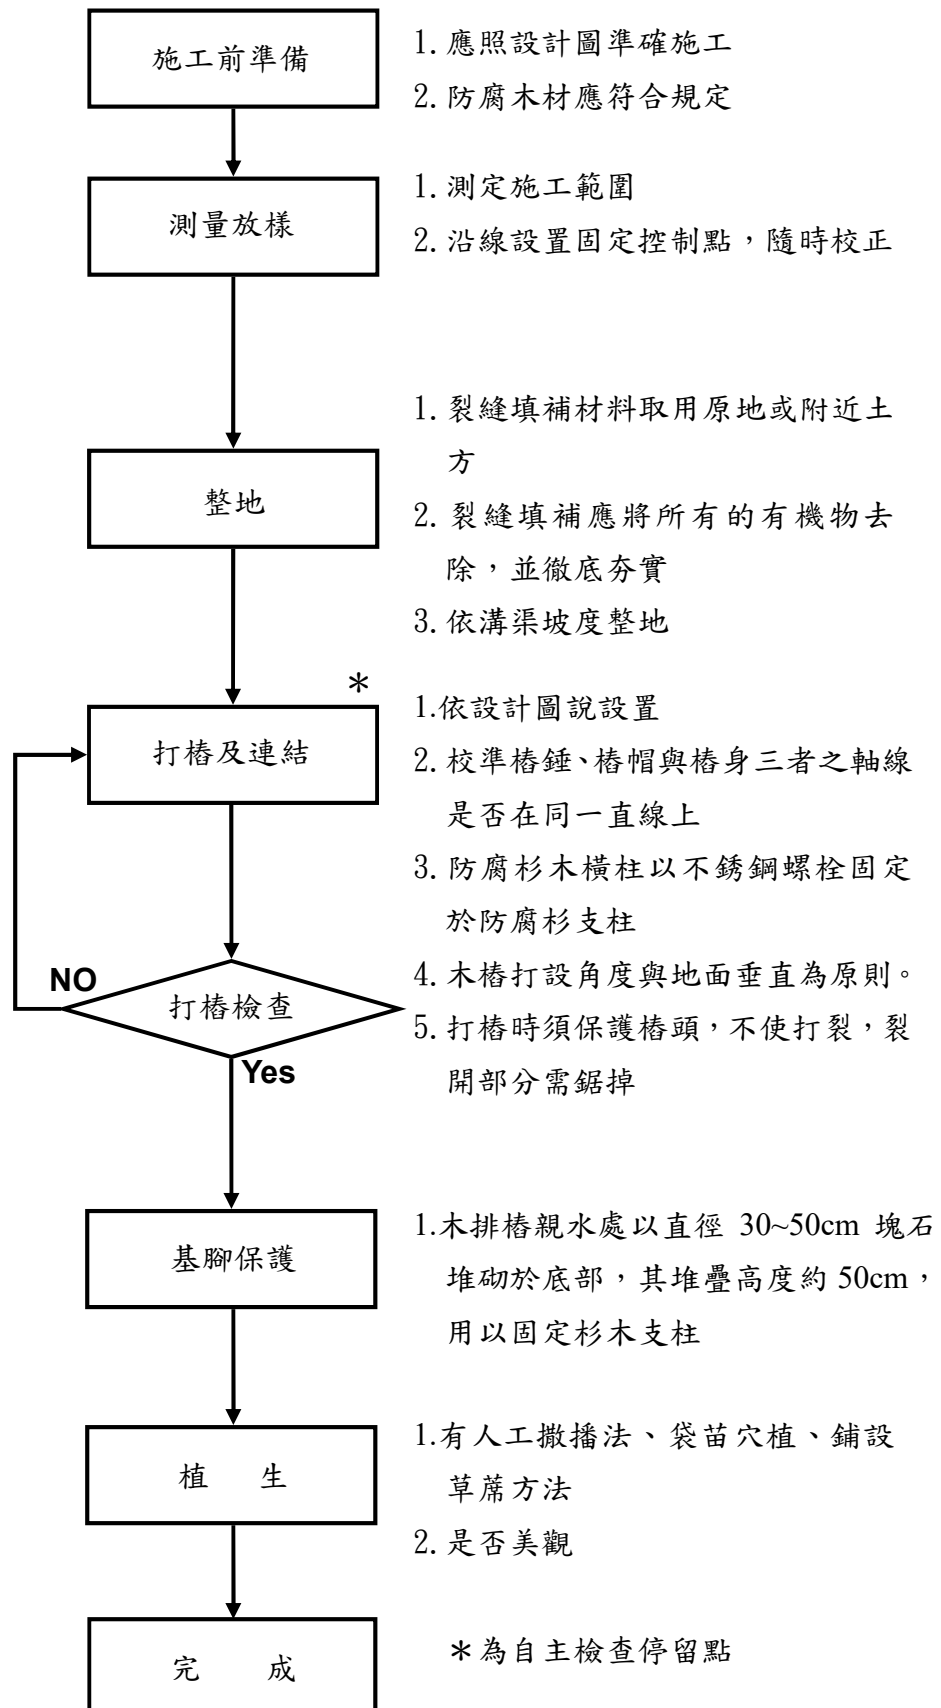 施工前準備
1. 應照設計圖準確施工
2. 防腐木材應符合規定
測量放樣
1. 測定施工範圍
2. 沿線設置固定控制點，隨時校正
整地
1. 裂縫填補材料取用原地或附近土
方
2. 裂縫填補應將所有的有機物去
除，並徹底夯實
3. 依溝渠坡度整地
＊
打樁及連結
1.依設計圖說設置
2. 校準樁錘、樁帽與樁身三者之軸線
是否在同一直線上
3. 防腐杉木橫柱以不銹鋼螺栓固定
於防腐杉支柱
4. 木樁打設角度與地面垂直為原則。
5. 打樁時須保護樁頭，不使打裂，裂
開部分需鋸掉
NO
打樁檢查
Yes
基腳保護
1.木排樁親水處以直徑 30~50cm 塊石
堆砌於底部，其堆疊高度約 50cm，
用以固定杉木支柱
植 生
1.有人工撒播法、袋苗穴植、鋪設
草蓆方法
2. 是否美觀
完 成
＊為自主檢查停留點